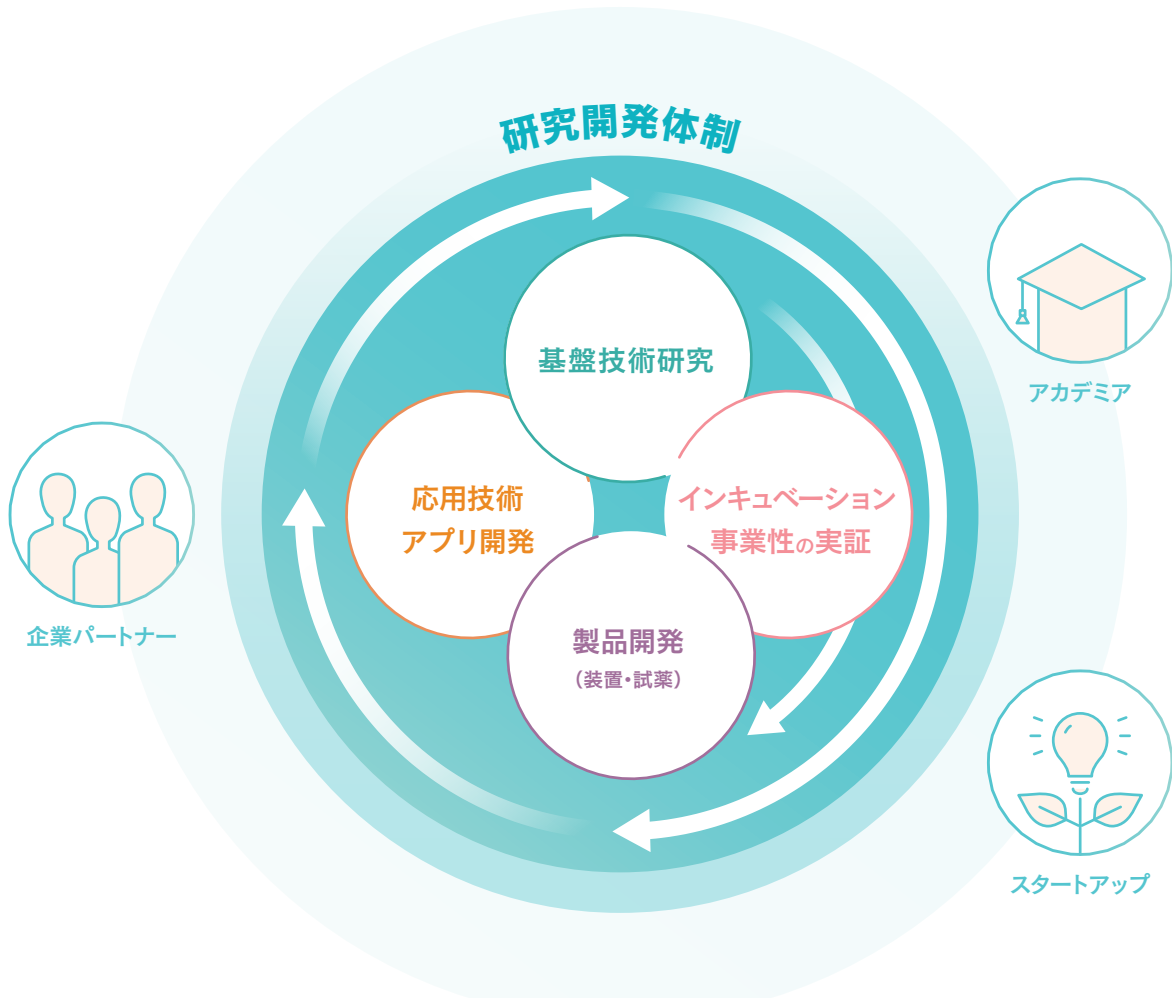 研究開発体制
基盤技術研究
応用技術
アプリ開発
インキュベーション
事業性の実証
製品開発
（装置・試薬）
アカデミア
企業パートナー
スタートアップ